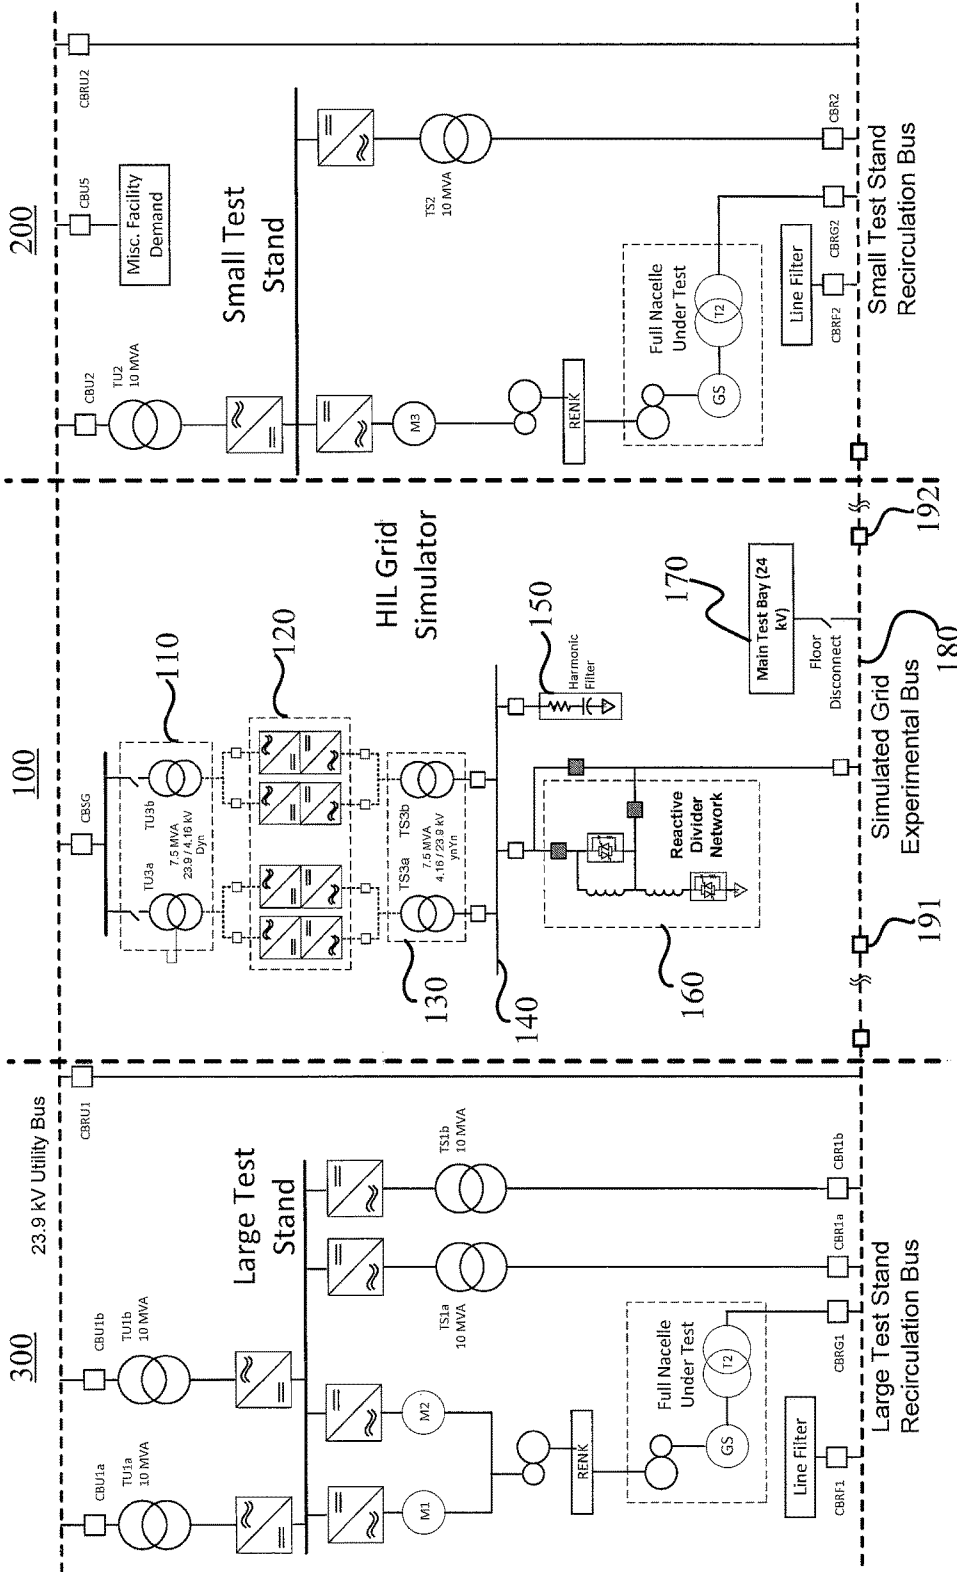 300
23.9 kV Utility Bus
CBU1a
TU1a
10 MVA
CBU1b
TU1b
10 MVA
CBRU1
Large Test
Stand
M1
M2
TS1a
10 MVA
TS1b
10 MVA
RENK
Full Nacelle
Under Test
GS
T2
Line Filter
CBRF1
CBRG1
CBR1a
CBR1b
Large Test Stand
Recirculation Bus
100
CBSG
110
TU3a
TU3b
7.5 MVA
23.9 / 4.16 kV
Dyn
120
HIL Grid
Simulator
130
TS3a
TS3b
7.5 MVA
4.16 / 23.9 kV
ynYn
140
150
Harmonic
Filter
160
Reactive
Divider
Network
170
Main Test Bay (24
kV)
Floor
Disconnect
180
191
192
Simulated Grid
Experimental Bus
200
CBU2
TU2
10 MVA
CBU5
Misc. Facility
Demand
CBRU2
Small Test
Stand
M3
TS2
10 MVA
RENK
Full Nacelle
Under Test
GS
T2
Line Filter
CBRF2
CBRG2
CBR2
Small Test Stand
Recirculation Bus